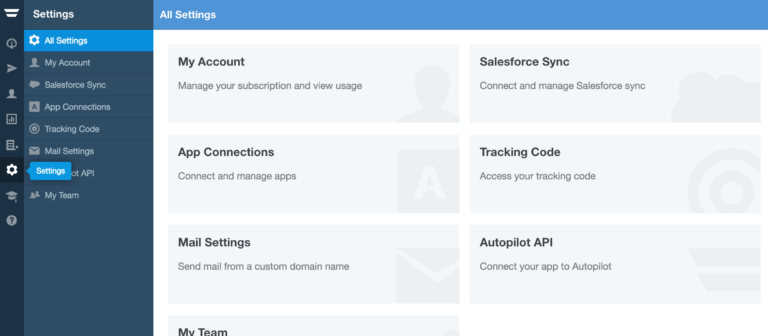 Settings
All Settings
All Settings
My Account
Salesforce Sync
App Connections
Tracking Code
Mail Settings
Settings
ot API
My Team
My Account
Manage your subscription and view usage
Salesforce Sync
Connect and manage Salesforce sync
App Connections
Connect and manage apps
Tracking Code
Access your tracking code
Mail Settings
Send mail from a custom domain name
Autopilot API
Connect your app to Autopilot
My Team